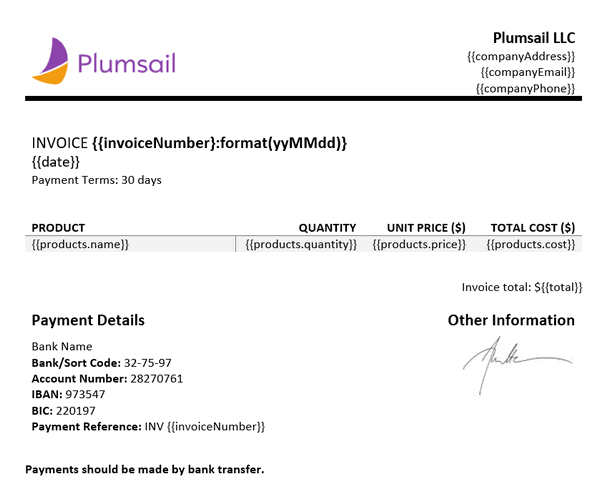 Plumsail
Plumsail LLC
{{companyAddress}}
{{companyEmail}}
{{companyPhone}}
INVOICE {{invoiceNumber}:format(yyMMdd)}
{{date}}
Payment Terms: 30 days
PRODUCT QUANTITY UNIT PRICE ($) TOTAL COST ($)
{{products.name}} {{products.quantity}} {{products.price}} {{products.cost}}
Invoice total: ${{total}}
Payment Details
Other Information
Bank Name
Bank/Sort Code: 32-75-97
Account Number: 28270761
IBAN: 973547
BIC: 220197
Payment Reference: INV {{invoiceNumber}}
Payments should be made by bank transfer.